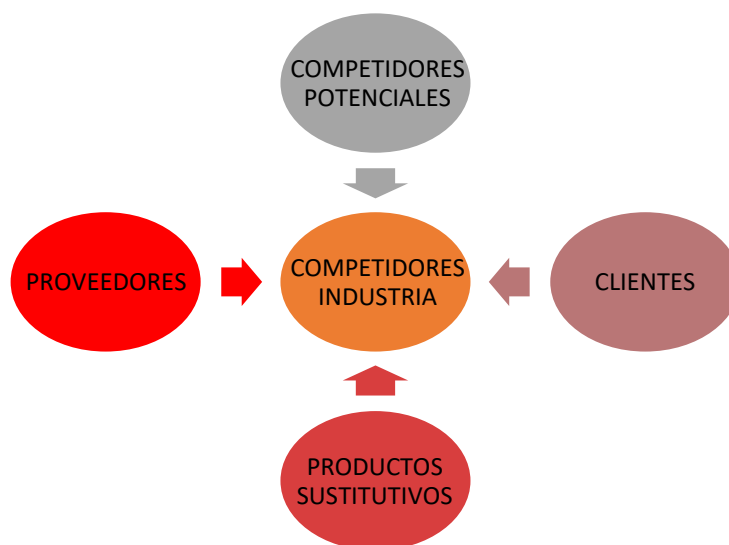 COMPETIDORES
POTENCIALES
PROVEEDORES
COMPETIDORES
INDUSTRIA
CLIENTES
PRODUCTOS
SUSTITUTIVOS